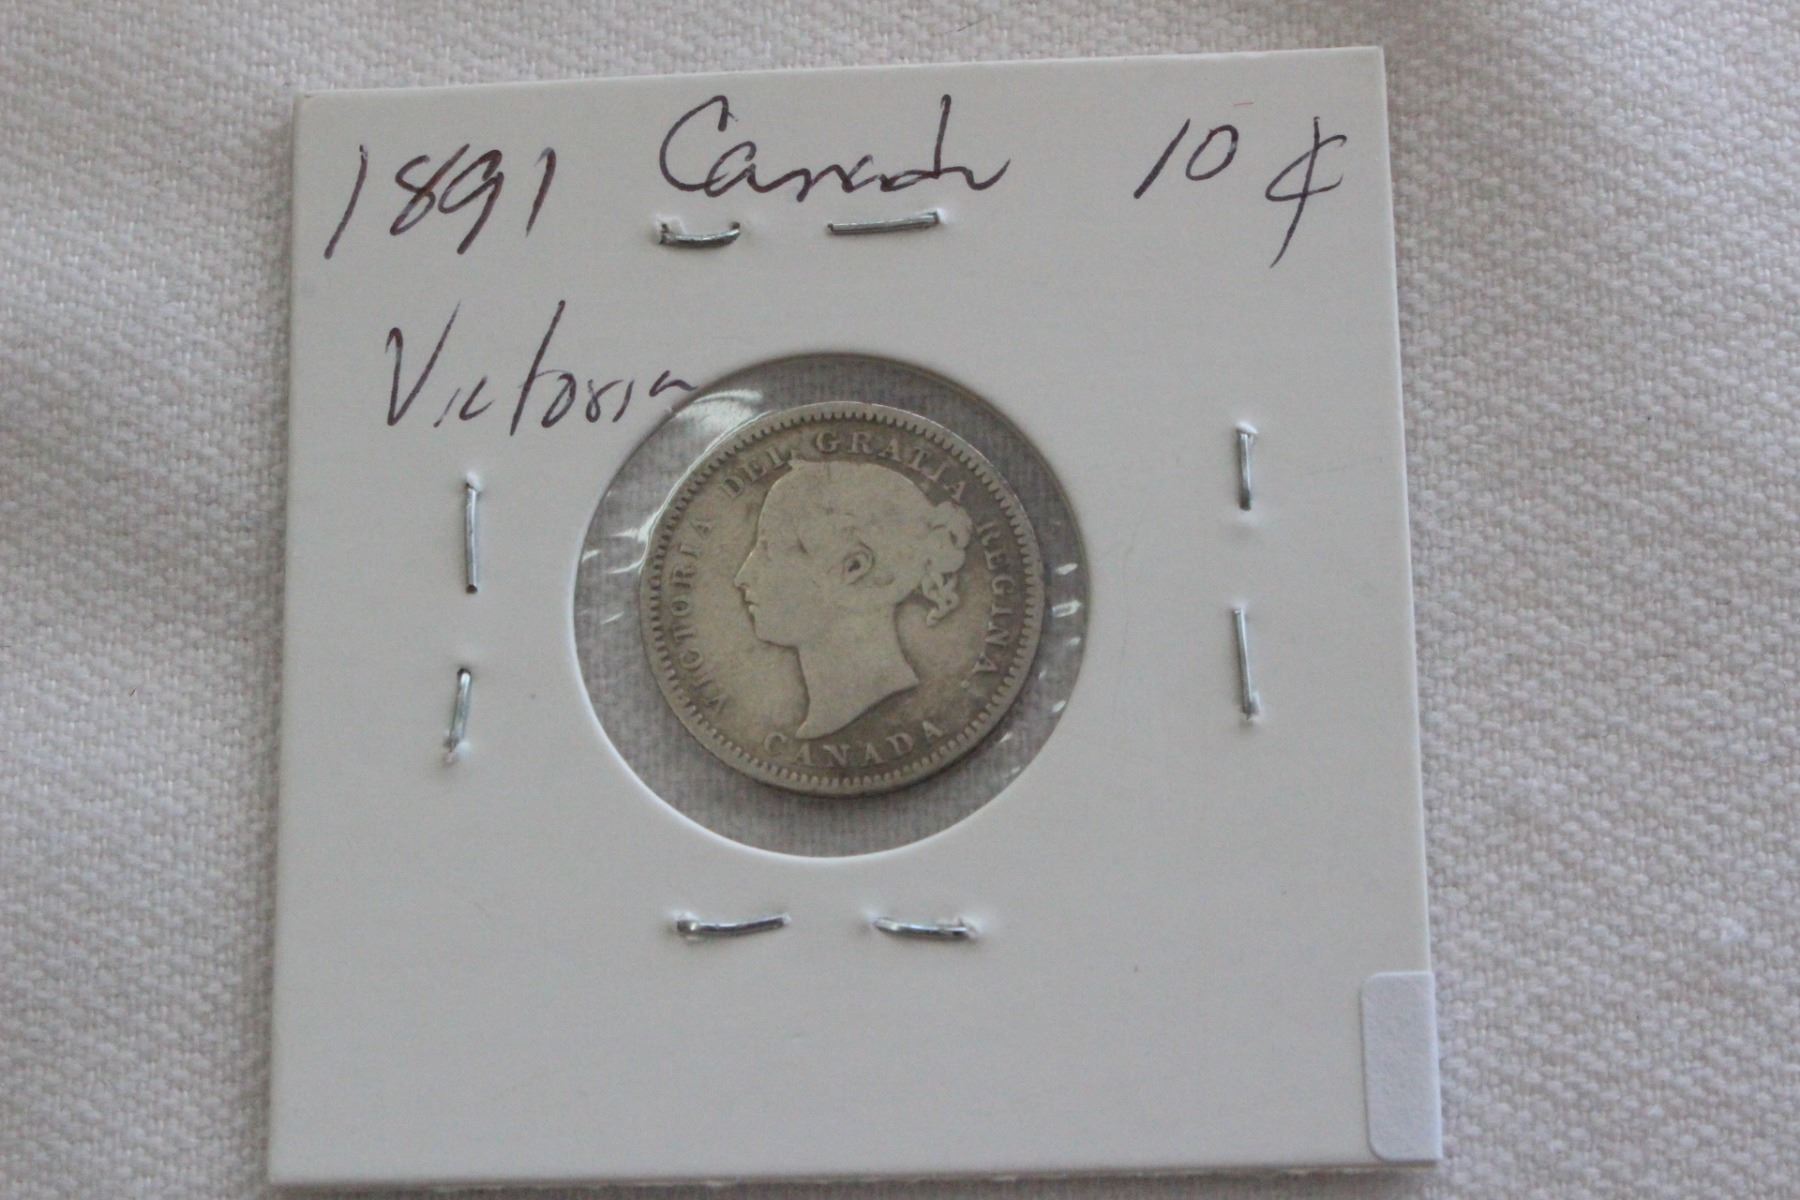 1891 Canada 10 ¢
Victoria
VICTORIA DEI GRATIA REGINA.
CANADA